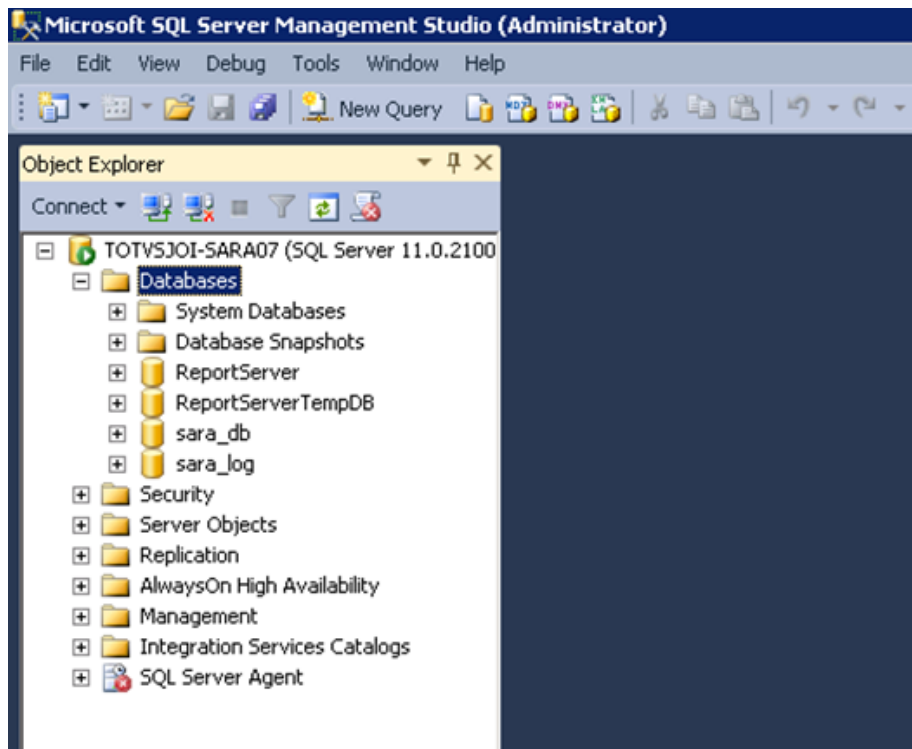 Microsoft SQL Server Management Studio (Administrator)
File Edit View Debug Tools Window Help
New Query
Object Explorer
Connect
TOTVSJOI-SARA07 (SQL Server 11.0.2100
Databases
System Databases
Database Snapshots
ReportServer
ReportServerTempDB
sara_db
sara_log
Security
Server Objects
Replication
AlwaysOn High Availability
Management
Integration Services Catalogs
SQL Server Agent